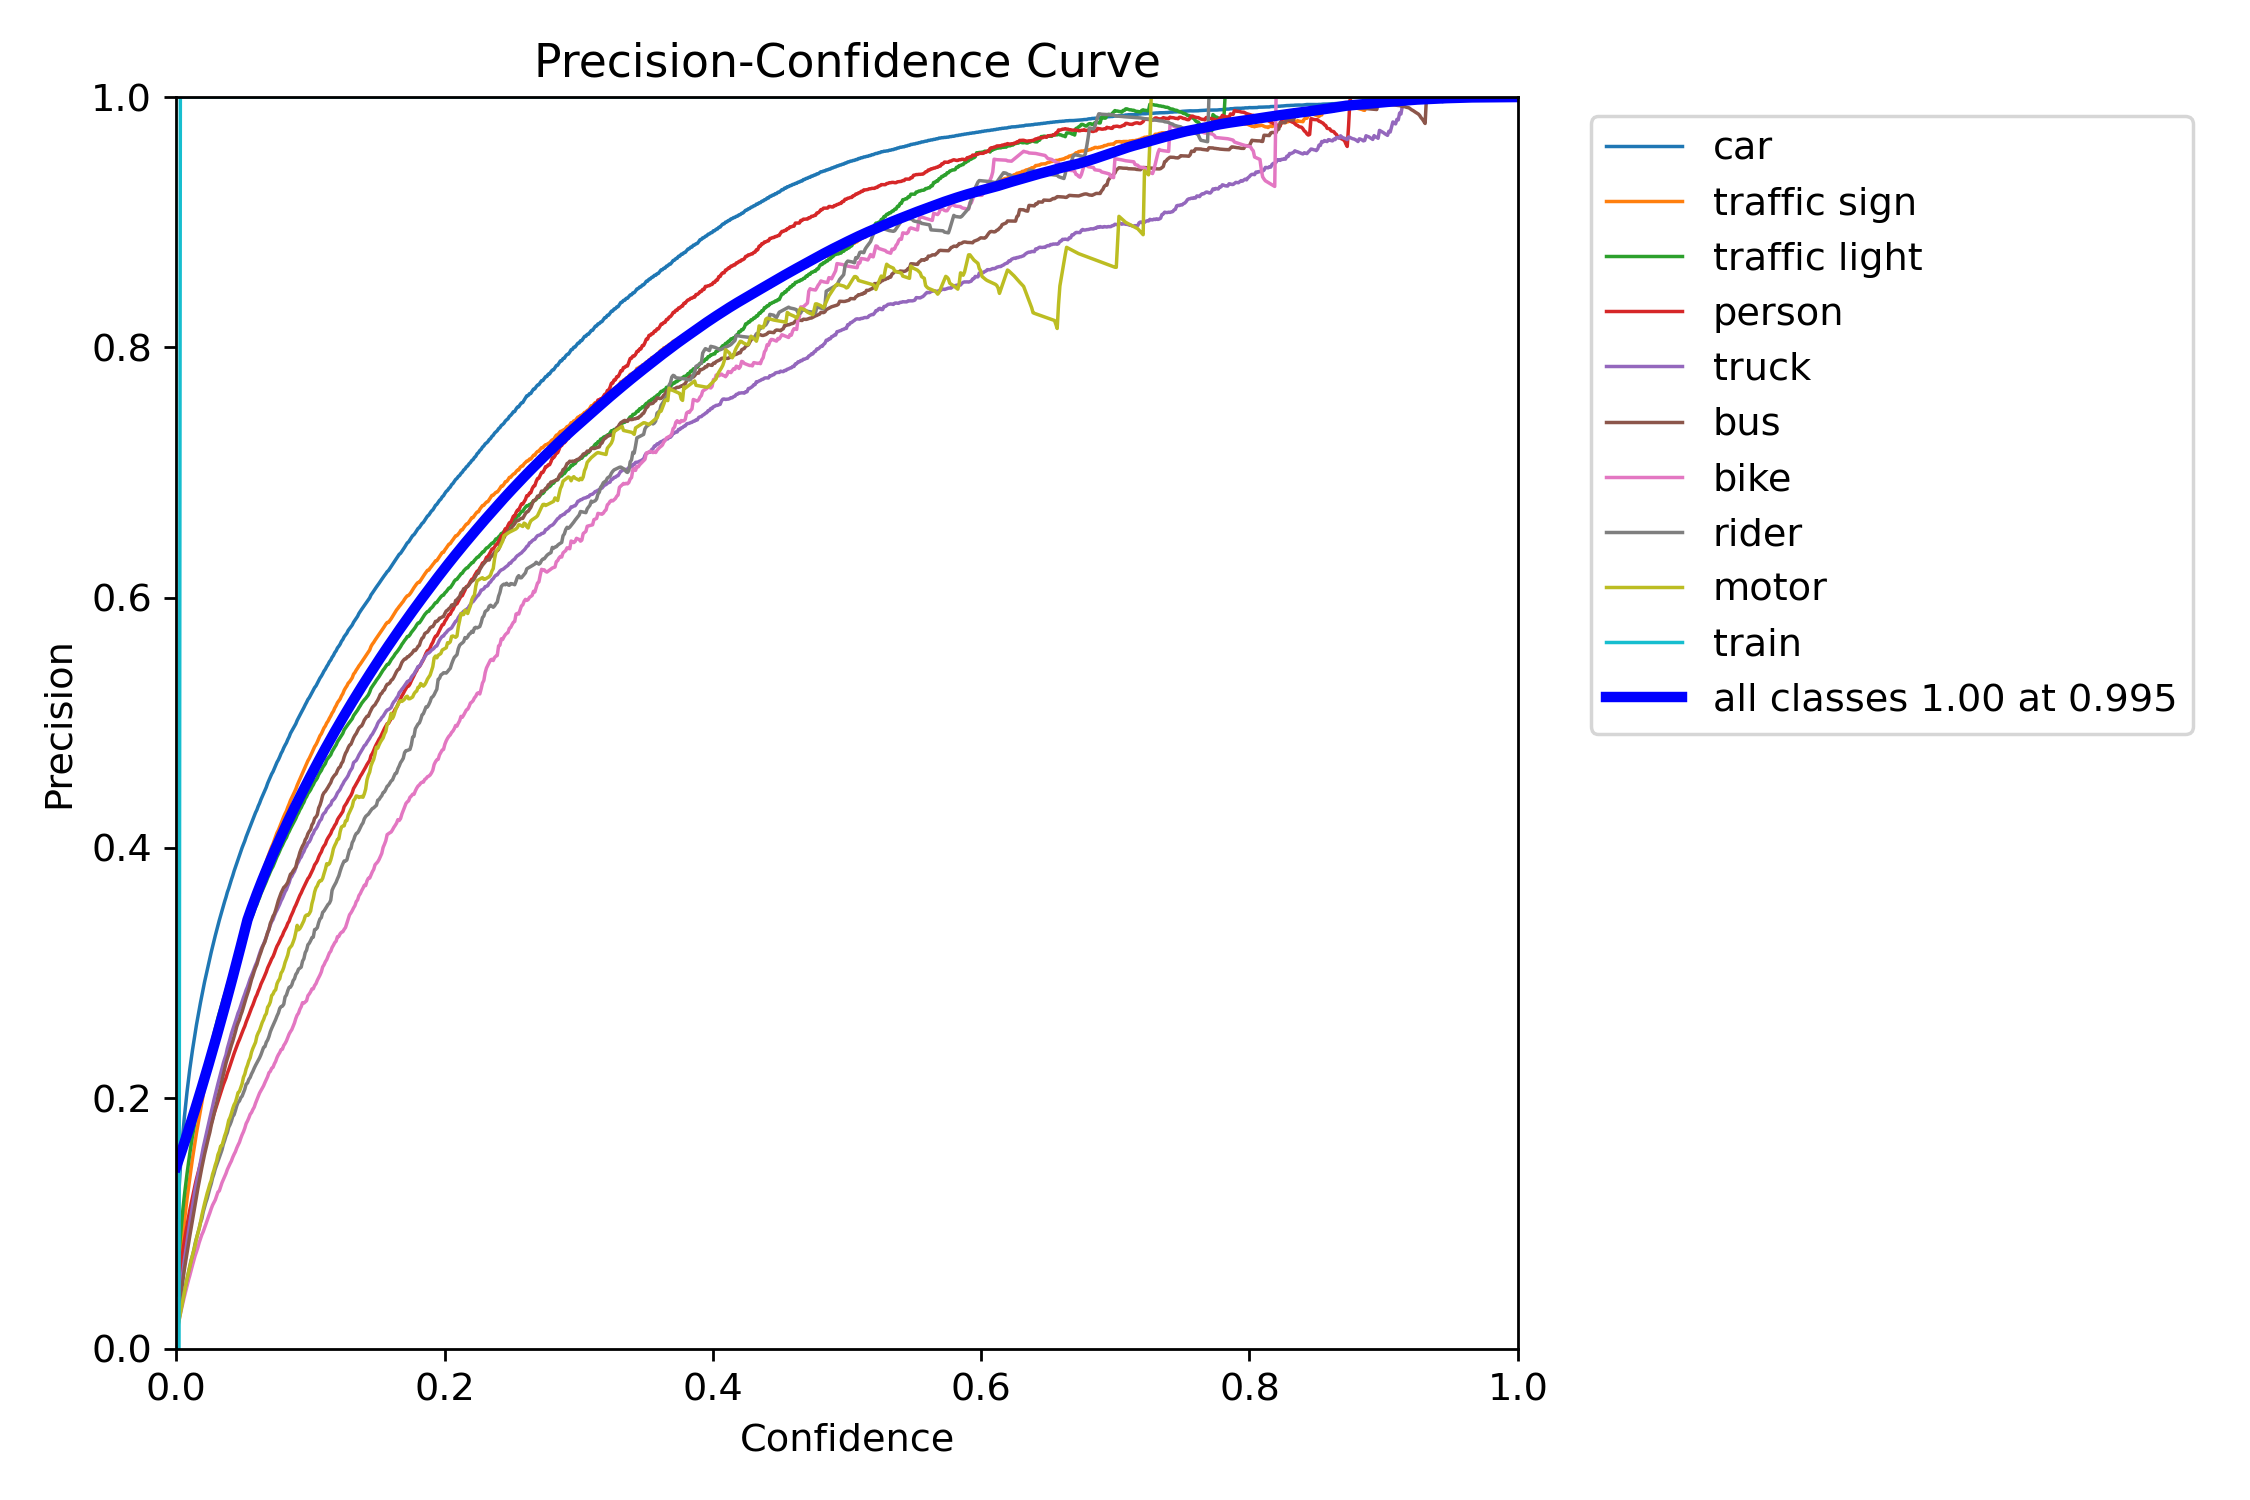 Precision-Confidence Curve
1.0
0.8
0.6
0.4
0.2
0.0
Precision
0.0 0.2 0.4 0.6 0.8 1.0
Confidence
car
traffic sign
traffic light
person
truck
bus
bike
rider
motor
train
all classes 1.00 at 0.995